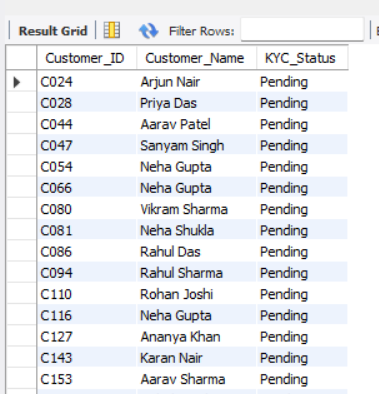 Result Grid Filter Rows:
Customer_ID Customer_Name KYC_Status
C024 Arjun Nair Pending
C028 Priya Das Pending
C044 Aarav Patel Pending
C047 Sanyam Singh Pending
C054 Neha Gupta Pending
C066 Neha Gupta Pending
C080 Vikram Sharma Pending
C081 Neha Shukla Pending
C086 Rahul Das Pending
C094 Rahul Sharma Pending
C110 Rohan Joshi Pending
C116 Neha Gupta Pending
C127 Ananya Khan Pending
C143 Karan Nair Pending
C153 Aarav Sharma Pending